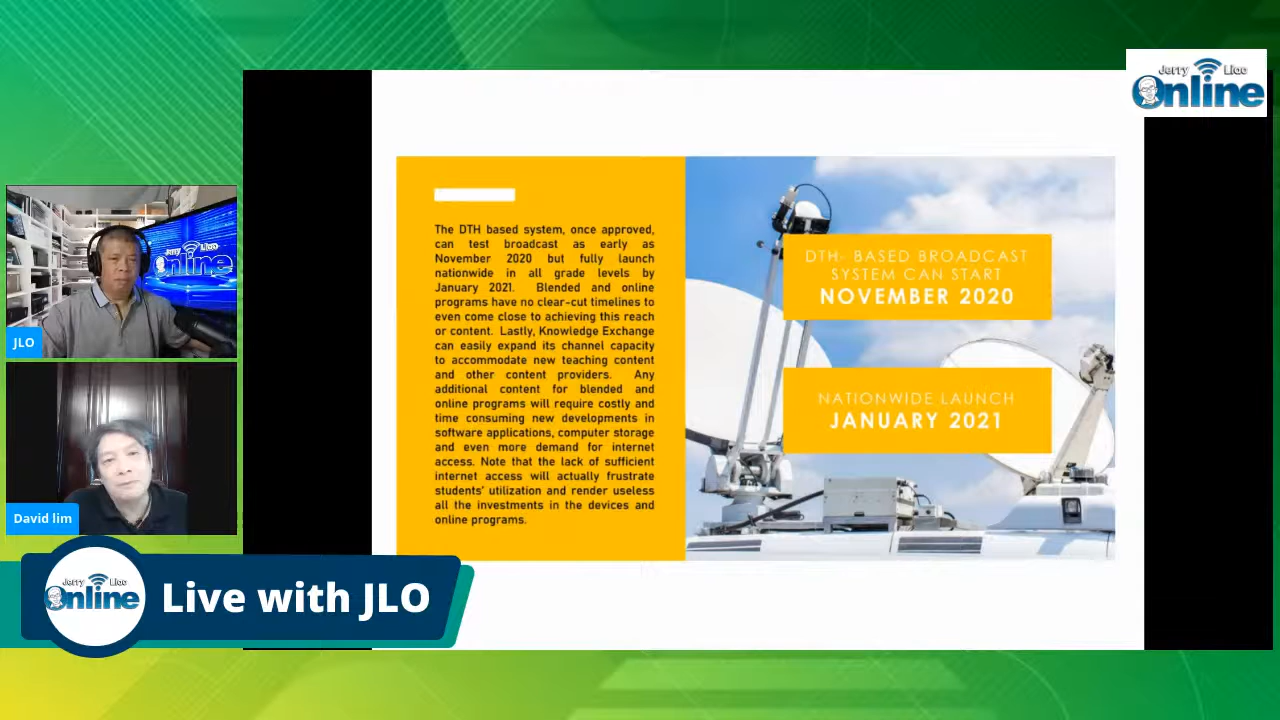 Jerry Liao
Online
Jerry Liao
Online
JLO
David lim
Jerry Liao
Online
Live with JLO
The DTH based system, once approved,
can test broadcast as early as
November 2020 but fully launch
nationwide in all grade levels by
January 2021. Blended and online
programs have no clear-cut timelines to
even come close to achieving this reach
or content. Lastly, Knowledge Exchange
can easily expand its channel capacity
to accommodate new teaching content
and other content providers. Any
additional content for blended and
online programs will require costly and
time consuming new developments in
software applications, computer storage
and even more demand for internet
access. Note that the lack of sufficient
internet access will actually frustrate
students' utilization and render useless
all the investments in the devices and
online programs.
DTH- BASED BROADCAST
SYSTEM CAN START
NOVEMBER 2020
NATIONWIDE LAUNCH
JANUARY 2021